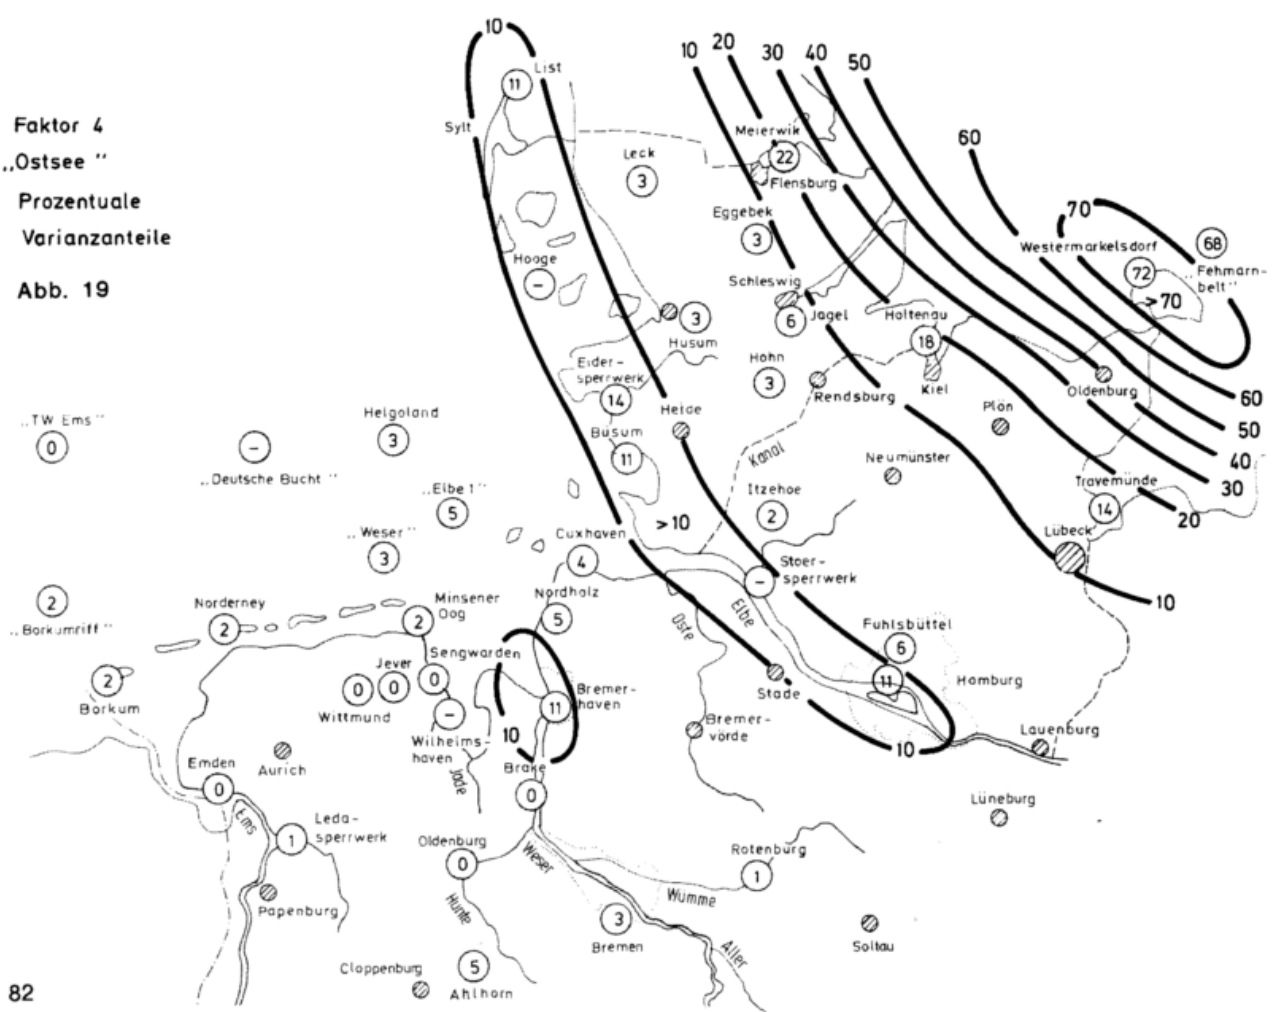 Faktor 4
„Ostsee “
Prozentuale
Varianzanteile
Abb. 19
10
10
20
30
40
50
60
70
11
List
Sylt
Leck
3
Meierwik
22
Flensburg
Eggebek
3
Schleswig
6
Jagel
Westermarkelsdorf
72
68
„Fehmarn-
belt“
>70
Hooge
–
3
Husum
Holtenau
18
Kiel
Eider-
sperrwerk
14
Hohn
3
Rendsburg
Plön
Oldenburg
60
50
40
30
20
10
„TW Ems“
0
–
„Deutsche Bucht“
Helgoland
3
Büsum
11
Heide
Kanal
Neumünster
Travemünde
14
Lübeck
„Elbe 1“
5
Itzehoe
2
>10
„Weser“
3
Cuxhaven
4
Stoer-
sperrwerk
–
Elbe
Oste
2
„Borkumriff“
Norderney
2
Minsener
Oog
2
Nordholz
5
Fuhlsbüttel
6
11
Hamburg
Jever
0
0
Wittmund
Sengwarden
0
Bremer-
haven
11
10
Stade
10
2
Borkum
–
Wilhelms-
haven
Jade
Bremer-
vörde
Lauenburg
Emden
0
Ems
Aurich
Brake
0
Lüneburg
Leda-
sperrwerk
1
Oldenburg
0
Weser
Rotenburg
1
Papenburg
Hunte
Wümme
3
Bremen
Aller
Soltau
Cloppenburg
5
Ahlhorn
82